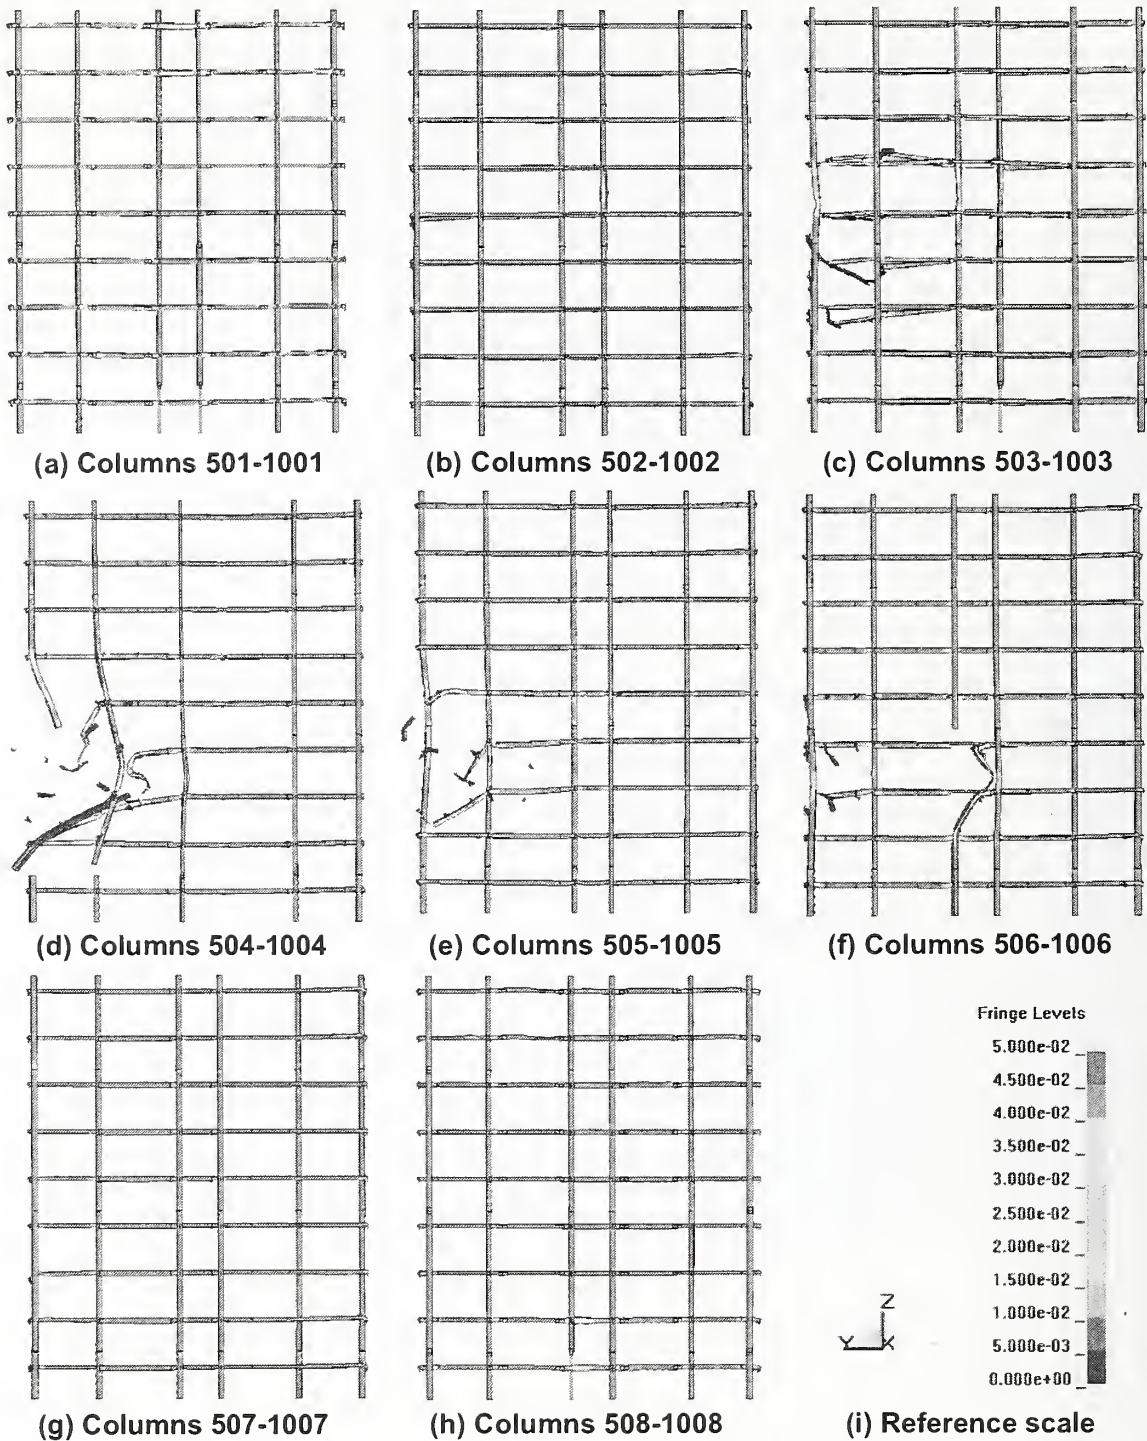 (a) Columns 501-1001
(b) Columns 502-1002
(c) Columns 503-1003
(d) Columns 504-1004
(e) Columns 505-1005
(f) Columns 506-1006
(g) Columns 507-1007
(h) Columns 508-1008
Fringe Levels
5.000e-02
4.500e-02
4.000e-02
3.500e-02
3.000e-02
2.500e-02
2.000e-02
1.500e-02
1.000e-02
5.000e-03
0.000e+00
Z
Y X
(i) Reference scale